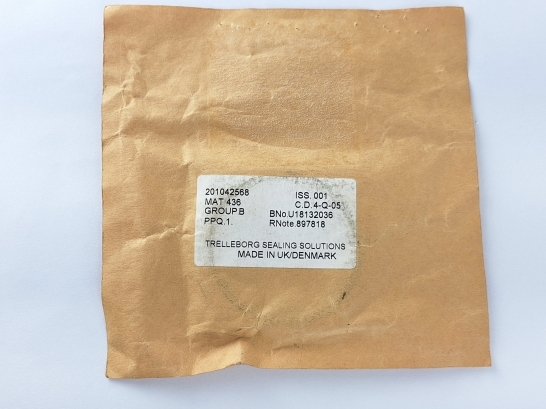 201042568 ISS. 001
MAT 436 C.D.4-Q-05
GROUP.B BNo.U18132036
PPQ.1. RNote.897818
TRELLEBORG SEALING SOLUTIONS
MADE IN UK/DENMARK